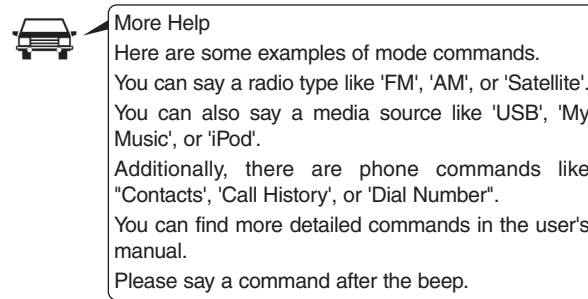 More Help
Here are some examples of mode commands.
You can say a radio type like 'FM', 'AM', or 'Satellite'.
You can also say a media source like 'USB', 'My
Music', or 'iPod'.
Additionally, there are phone commands like
"Contacts', 'Call History', or 'Dial Number".
You can find more detailed commands in the user's
manual.
Please say a command after the beep.